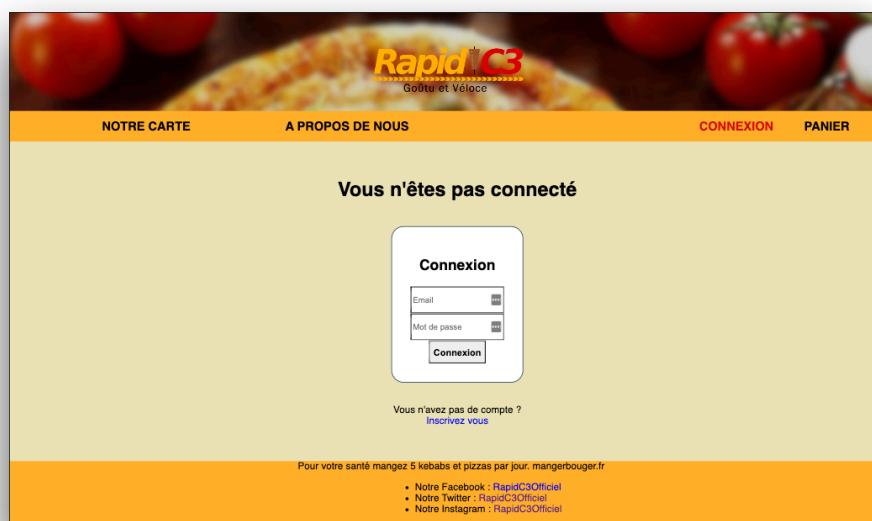 Rapid C3
Goûtu et Véloce
NOTRE CARTE
A PROPOS DE NOUS
CONNEXION
PANIER
Vous n'êtes pas connecté
Connexion
Email
Mot de passe
Connexion
Vous n'avez pas de compte ?
Inscrivez vous
Pour votre santé mangez 5 kebabs et pizzas par jour. mangerbouger.fr
Notre Facebook : RapidC3Officiel
Notre Twitter : RapidC3Officiel
Notre Instagram : RapidC3Officiel